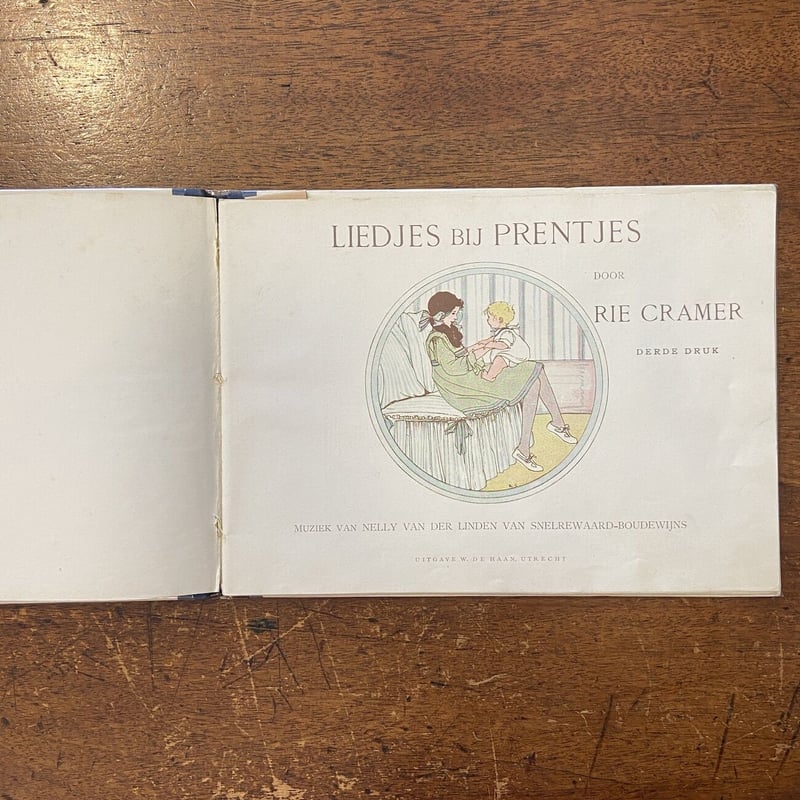 LIEDJES BIJ PRENTJES
DOOR
RIE CRAMER
DERDE DRUK
MUZIEK VAN NELLY VAN DER LINDEN VAN SNELREWAARD-BOUDEWIJNS
UITGAVE W. DE HAAN, UTRECHT